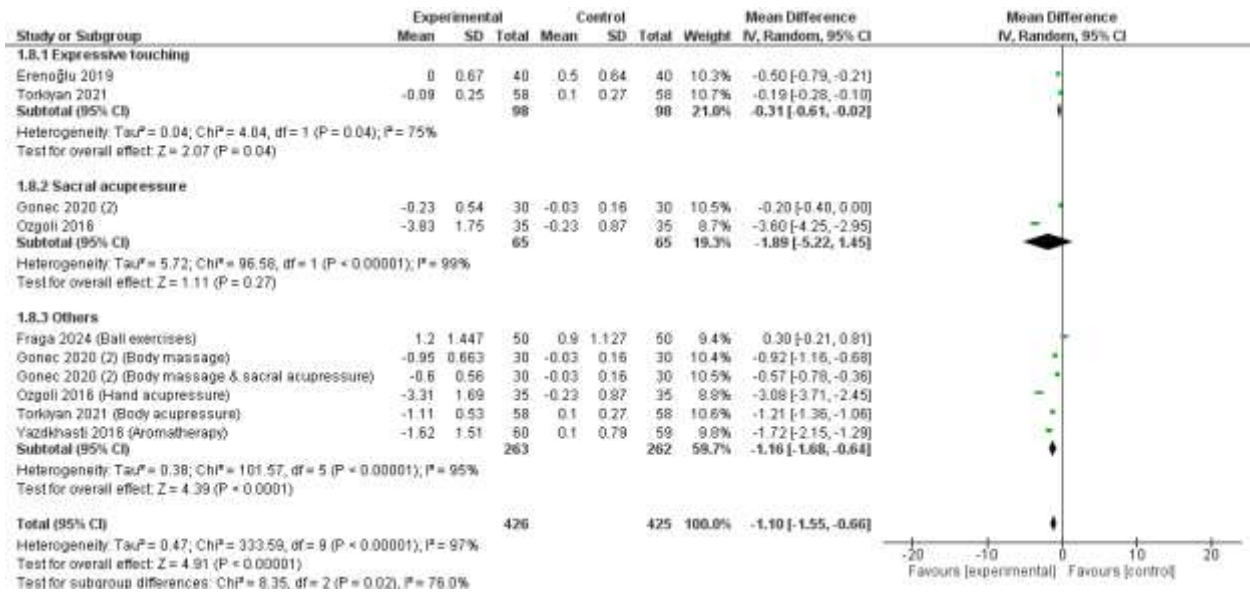 Experimental Control Mean Difference Mean Difference
Study or Subgroup Mean SD Total Mean SD Total Weight IV, Random, 95% CI IV, Random, 95% CI
1.8.1 Expressive touching
Erenoğlu 2019 0 0.67 40 0.5 0.64 40 10.3% -0.50 [-0.79, -0.21]
Torkiyan 2021 -0.09 0.25 58 0.1 0.27 58 10.7% -0.19 [-0.28, -0.10]
Subtotal (95% CI) 98 98 21.0% -0.31 [-0.61, -0.02]
Heterogeneity: Tau² = 0.04; Chi² = 4.04, df = 1 (P = 0.04); I² = 75%
Test for overall effect: Z = 2.07 (P = 0.04)
1.8.2 Sacral acupressure
Gonec 2020 (2) -0.23 0.54 30 -0.03 0.16 30 10.5% -0.20 [-0.40, 0.00]
Ozgoli 2016 -3.83 1.75 35 -0.23 0.87 35 8.7% -3.60 [-4.25, -2.95]
Subtotal (95% CI) 65 65 19.3% -1.89 [-5.22, 1.45]
Heterogeneity: Tau² = 5.72; Chi² = 96.58, df = 1 (P < 0.00001); I² = 99%
Test for overall effect: Z = 1.11 (P = 0.27)
1.8.3 Others
Fraga 2024 (Ball exercises) 1.2 1.447 50 0.9 1.127 50 9.4% 0.30 [-0.21, 0.81]
Gonec 2020 (2) (Body massage) -0.95 0.663 30 -0.03 0.16 30 10.4% -0.92 [-1.16, -0.68]
Gonec 2020 (2) (Body massage & sacral acupressure) -0.6 0.56 30 -0.03 0.16 30 10.5% -0.57 [-0.78, -0.36]
Ozgoli 2016 (Hand acupressure) -3.31 1.69 35 -0.23 0.87 35 8.8% -3.08 [-3.71, -2.45]
Torkiyan 2021 (Body acupressure) -1.11 0.53 58 0.1 0.27 58 10.6% -1.21 [-1.36, -1.06]
Yazdkhasti 2016 (Aromatherapy) -1.62 1.51 60 0.1 0.79 59 9.8% -1.72 [-2.15, -1.29]
Subtotal (95% CI) 263 262 59.7% -1.16 [-1.68, -0.64]
Heterogeneity: Tau² = 0.38; Chi² = 101.57, df = 5 (P < 0.00001); I² = 95%
Test for overall effect: Z = 4.39 (P < 0.0001)
Total (95% CI) 426 425 100.0% -1.10 [-1.55, -0.66]
Heterogeneity: Tau² = 0.47; Chi² = 333.59, df = 9 (P < 0.00001); I² = 97%
Test for overall effect: Z = 4.91 (P < 0.00001)
Test for subgroup differences: Chi² = 8.35, df = 2 (P = 0.02), I² = 76.0%
-20 -10 0 10 20
Favours [experimental] Favours [control]